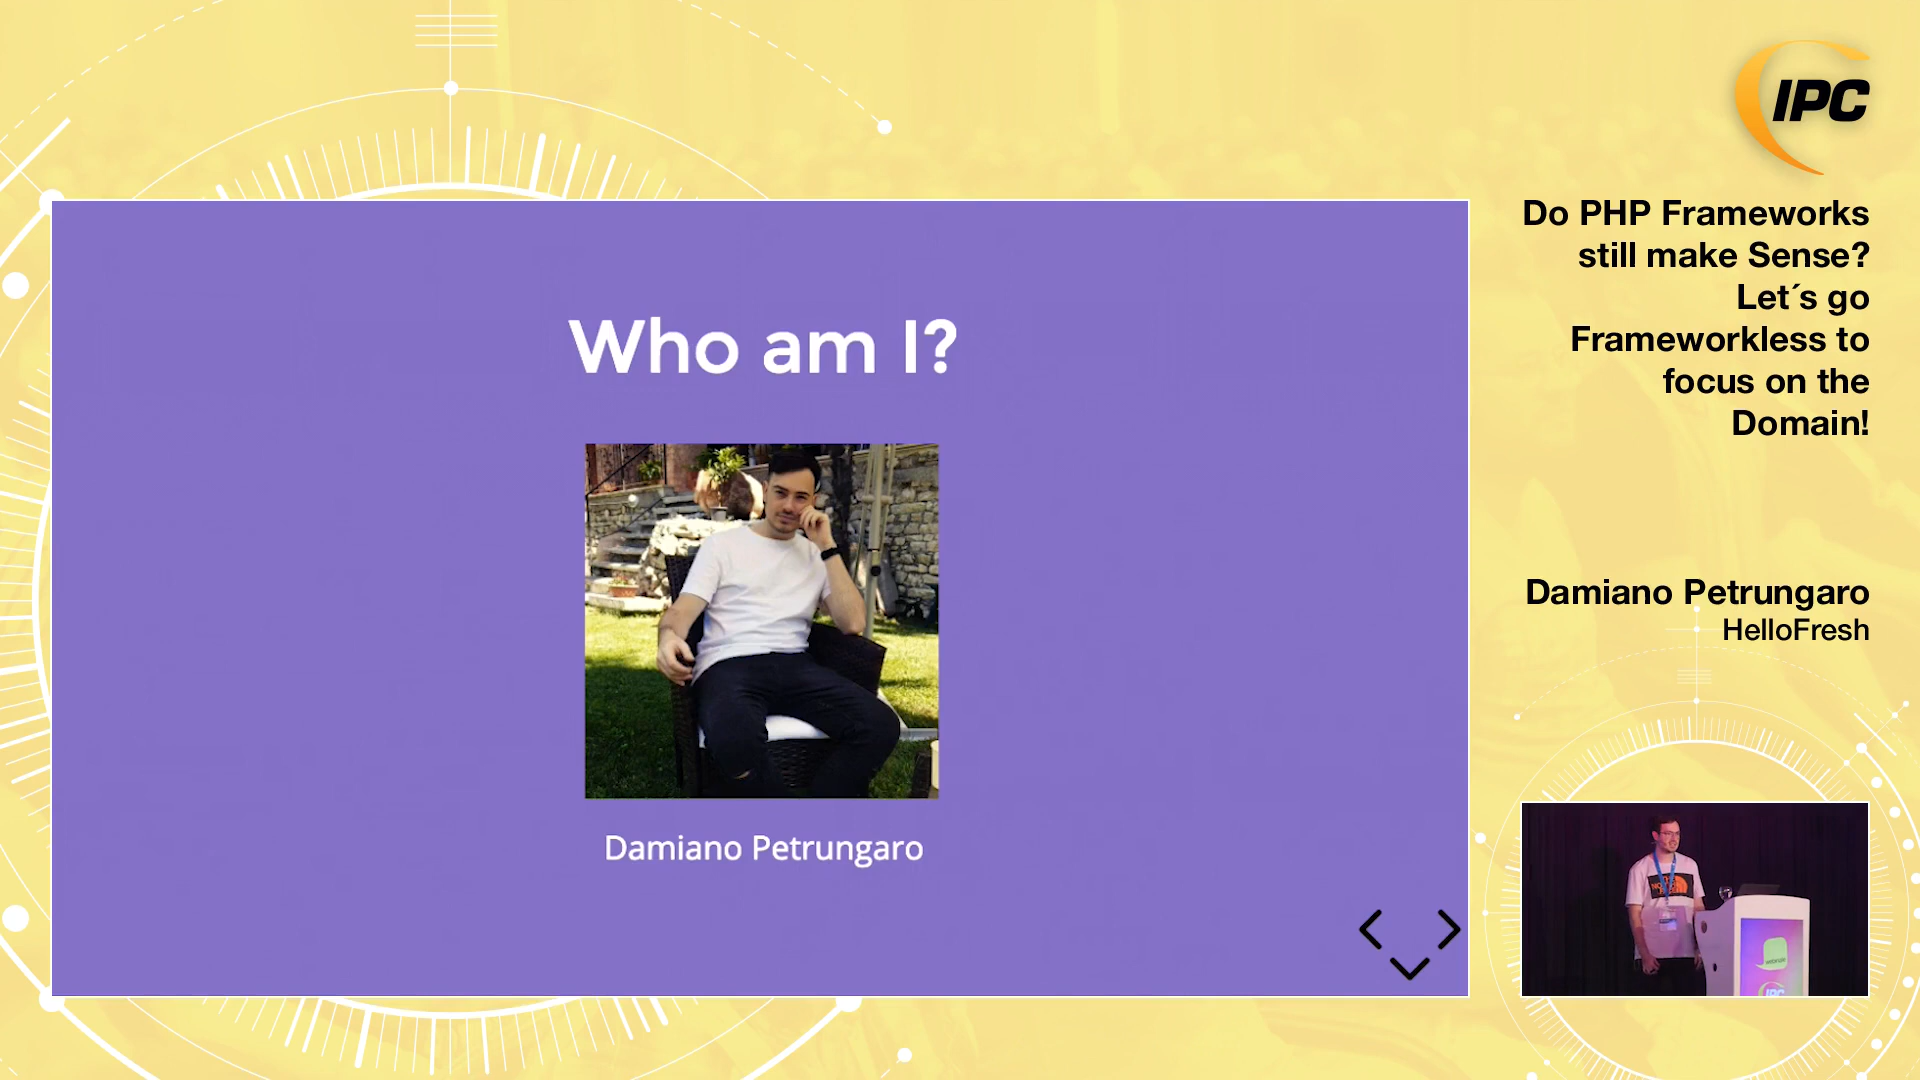 IPC
Do PHP Frameworks
still make Sense?
Let´s go
Frameworkless to
focus on the
Domain!
Who am I?
Damiano Petrungaro
Damiano Petrungaro
HelloFresh
IPC